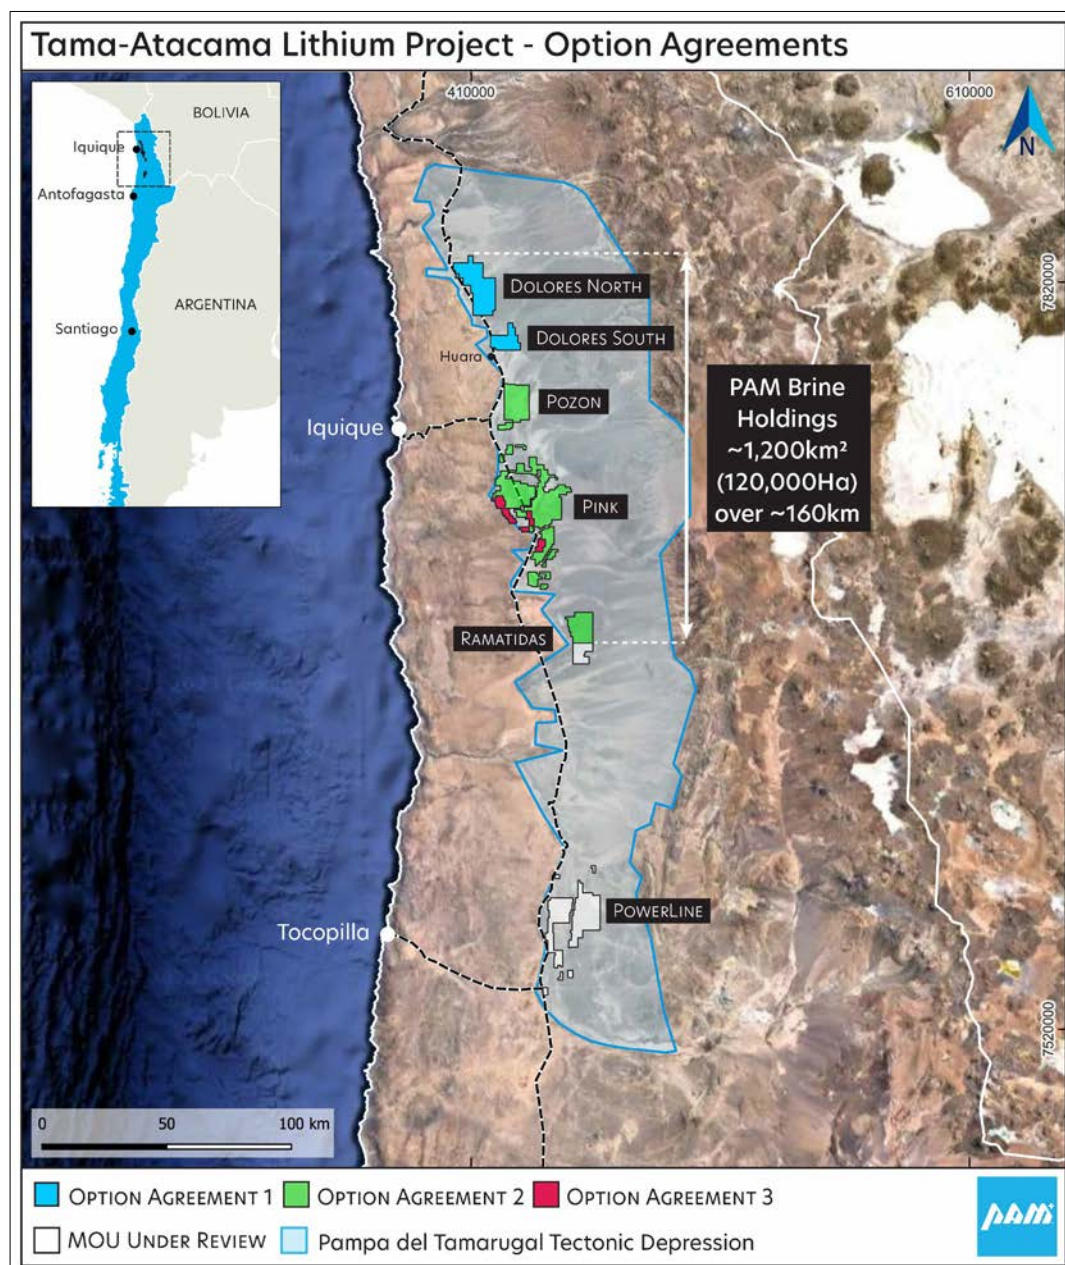 Tama-Atacama Lithium Project - Option Agreements
410000
610000
BOLIVIA
Iquique
Antofagasta
ARGENTINA
Santiago
N
7820000
DOLORES NORTH
DOLORES SOUTH
Huara
POZON
Iquique
PINK
PAM Brine
Holdings
~1,200km²
(120,000Ha)
over ~160km
RAMATIDAS
POWERLINE
Tocopilla
7520000
0 50 100 km
OPTION AGREEMENT 1
OPTION AGREEMENT 2
OPTION AGREEMENT 3
MOU UNDER REVIEW
Pampa del Tamarugal Tectonic Depression
PAM